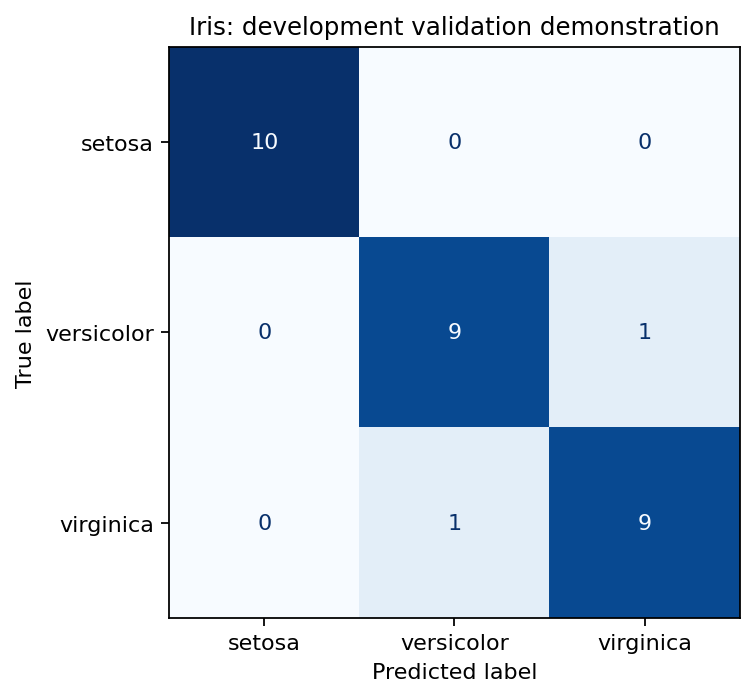 Iris: development validation demonstration
True label
setosa 10 0 0
versicolor 0 9 1
virginica 0 1 9
setosa versicolor virginica
Predicted label